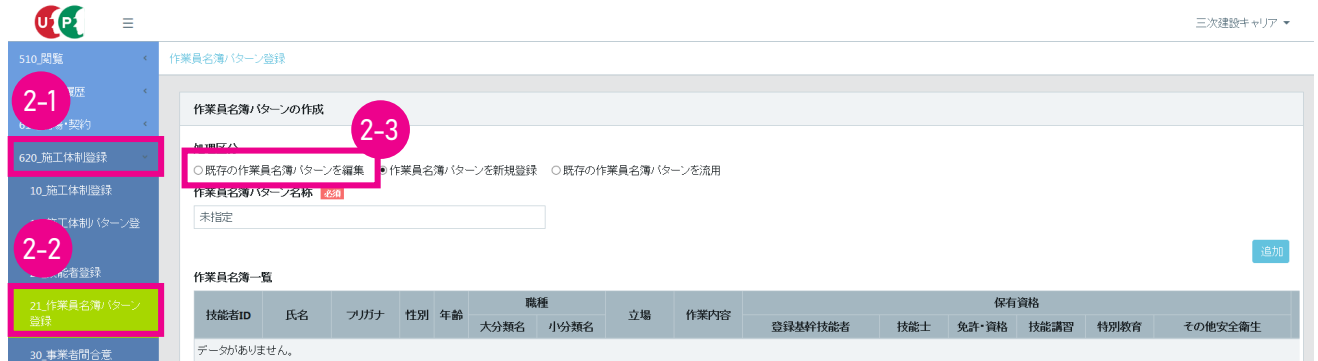 三次建設キャリア
510_閲覧
作業員名簿パターン登録
2-1
歴
契約
作業員名簿パターンの作成
2-3
620_施工体制登録
○既存の作業員名簿パターンを編集 ●作業員名簿パターンを新規登録 ○既存の作業員名簿パターンを流用
10_施工体制登録
作業員名簿パターン名称 必須
施工体制パターン登
未指定
2-2
追加
能者登録
作業員名簿一覧
21_作業員名簿パターン
登録
技能者ID 氏名 フリガナ 性別 年齢 職種 立場 作業内容 保有資格
大分類名 小分類名 登録基幹技能者 技能士 免許・資格 技能講習 特別教育 その他安全衛生
30_事業者間合意
データがありません。